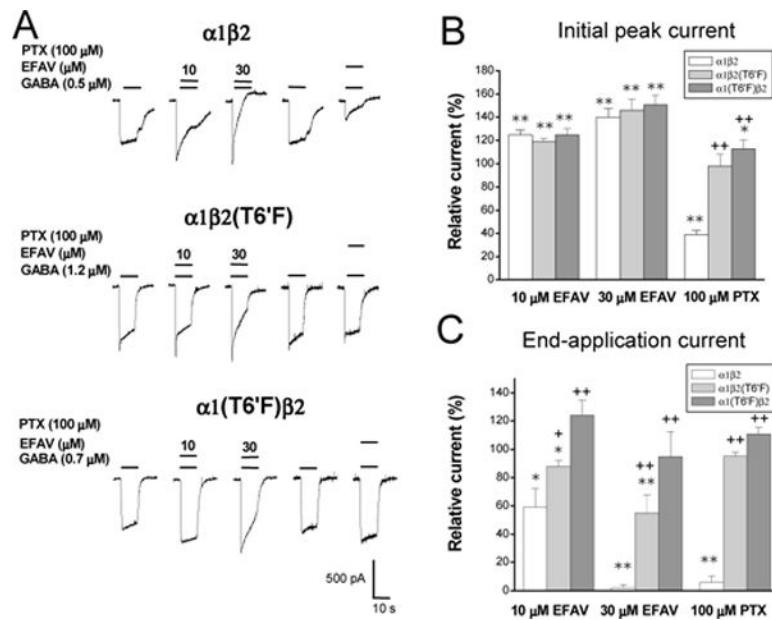 A
α1β2
PTX (100 μM)
EFAV (μM)
GABA (0.5 μM)
10
30
α1β2(T6'F)
PTX (100 μM)
EFAV (μM)
GABA (1.2 μM)
10
30
α1(T6'F)β2
PTX (100 μM)
EFAV (μM)
GABA (0.7 μM)
10
30
500 pA
10 s
B
Initial peak current
Relative current (%)
180
160
140
120
100
80
60
40
20
0
α1β2
α1β2(T6'F)
α1(T6'F)β2
** ** **
** ** **
**
++
++
*
10 μM EFAV
30 μM EFAV
100 μM PTX
C
End-application current
Relative current (%)
140
120
100
80
60
40
20
0
α1β2
α1β2(T6'F)
α1(T6'F)β2
*
+
*
++
**
++
**
++
**
++
++
10 μM EFAV
30 μM EFAV
100 μM PTX